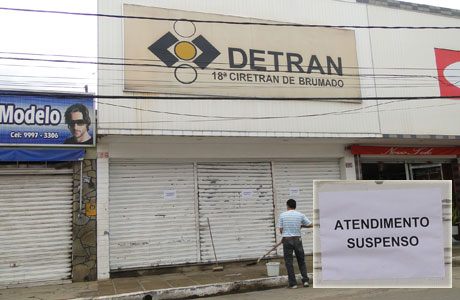 DETRAN
18ª CIRETRAN DE BRUMADO
Modelo
Cel: 9997 - 3306
ATENDIMENTO
SUSPENSO